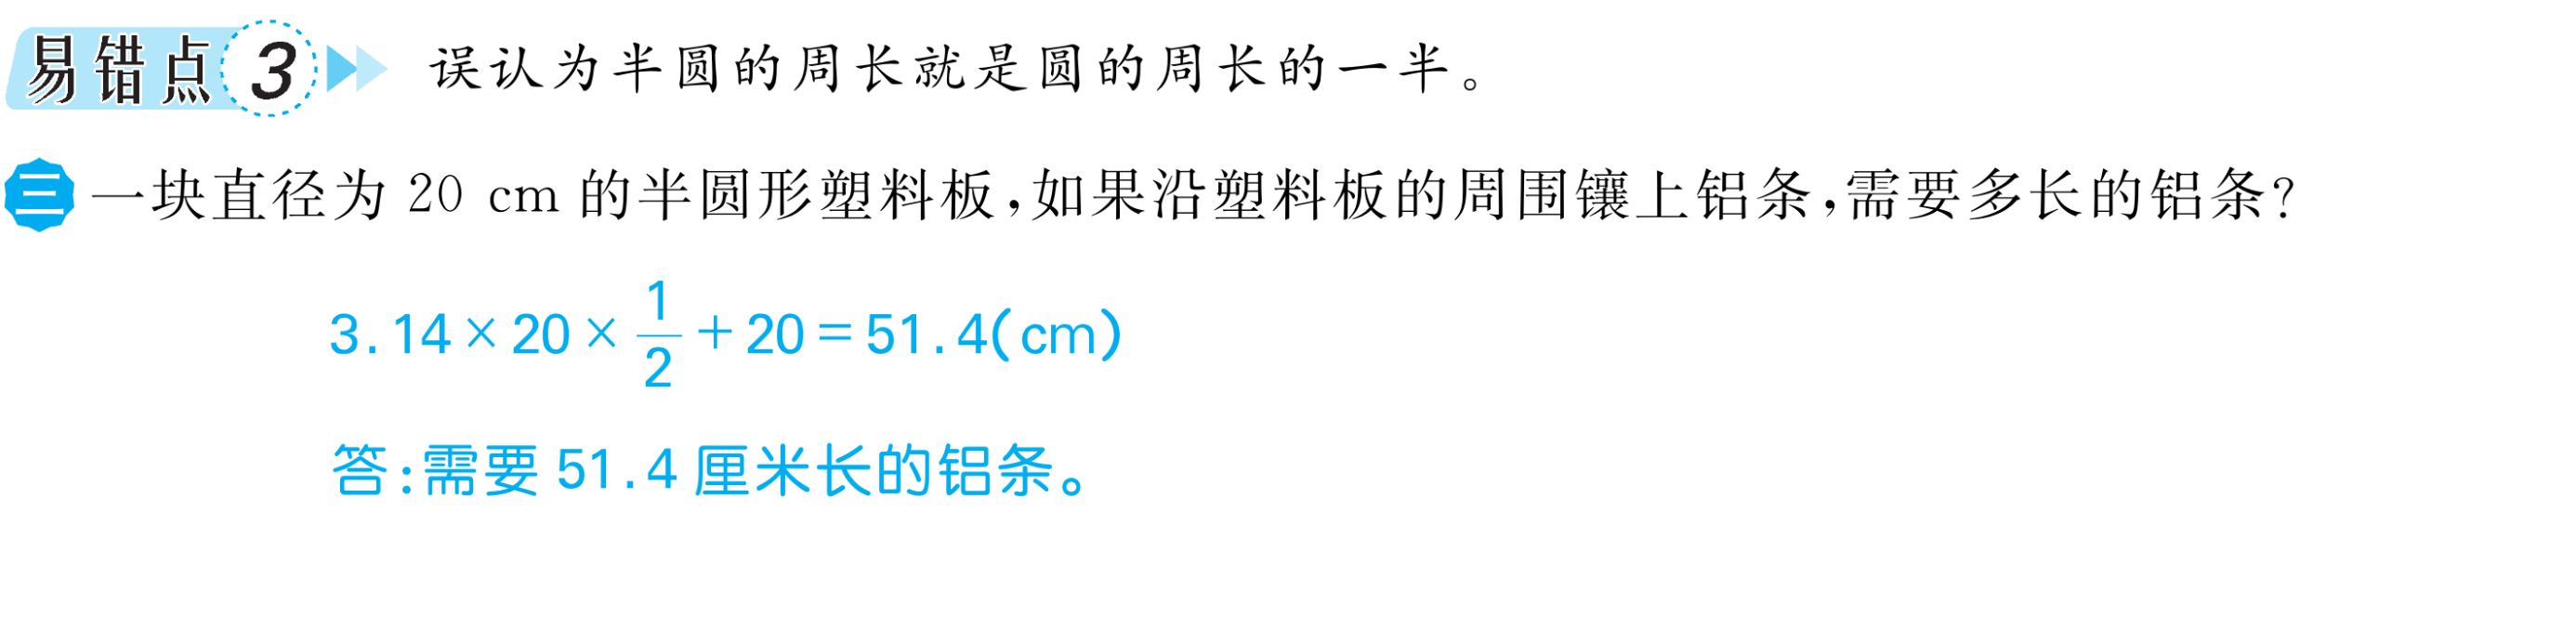 易错点3 误认为半圆的周长就是圆的周长的一半。
三 一块直径为 20 cm 的半圆形塑料板,如果沿塑料板的周围镶上铝条,需要多长的铝条?
3.14×20×1/2+20=51.4(cm)
答:需要 51.4 厘米长的铝条。